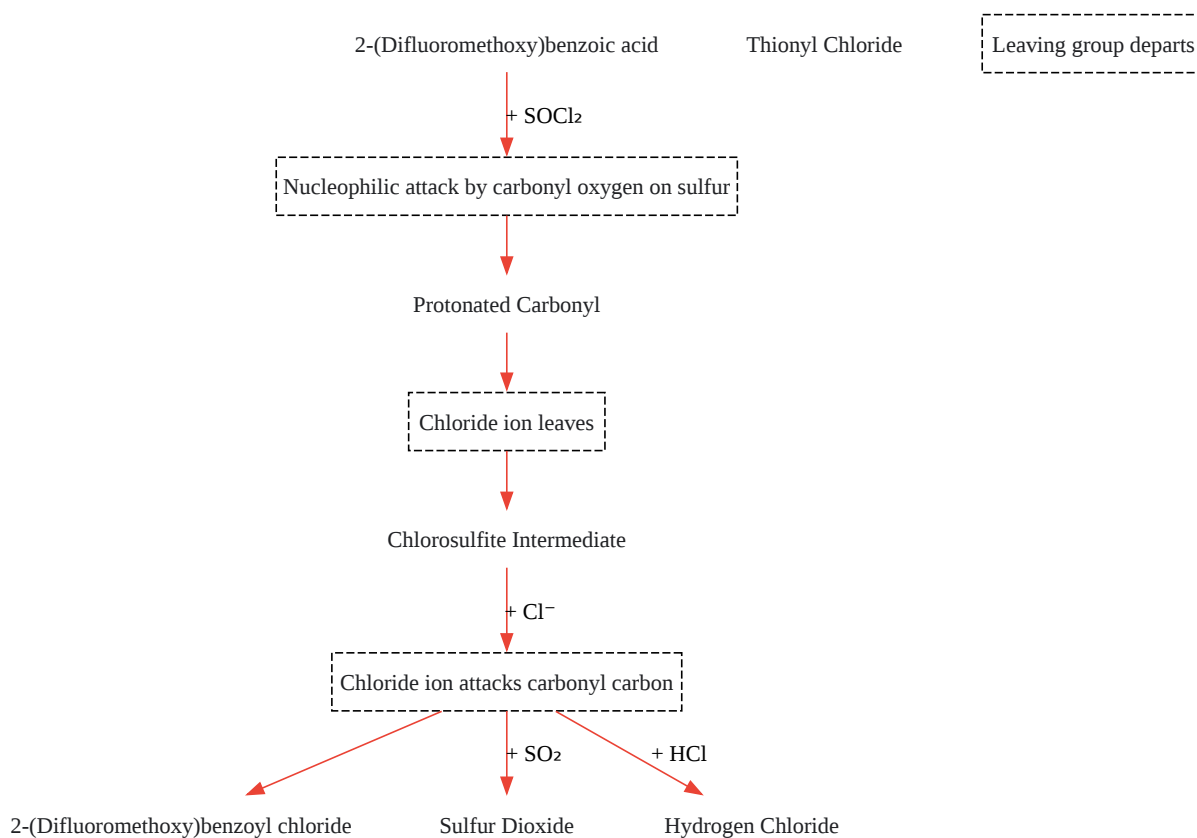 2-(Difluoromethoxy)benzoic acid
Thionyl Chloride
Leaving group departs
+ SOCl₂
Nucleophilic attack by carbonyl oxygen on sulfur
Protonated Carbonyl
Chloride ion leaves
Chlorosulfite Intermediate
+ Cl⁻
Chloride ion attacks carbonyl carbon
+ SO₂
+ HCl
2-(Difluoromethoxy)benzoyl chloride
Sulfur Dioxide
Hydrogen Chloride